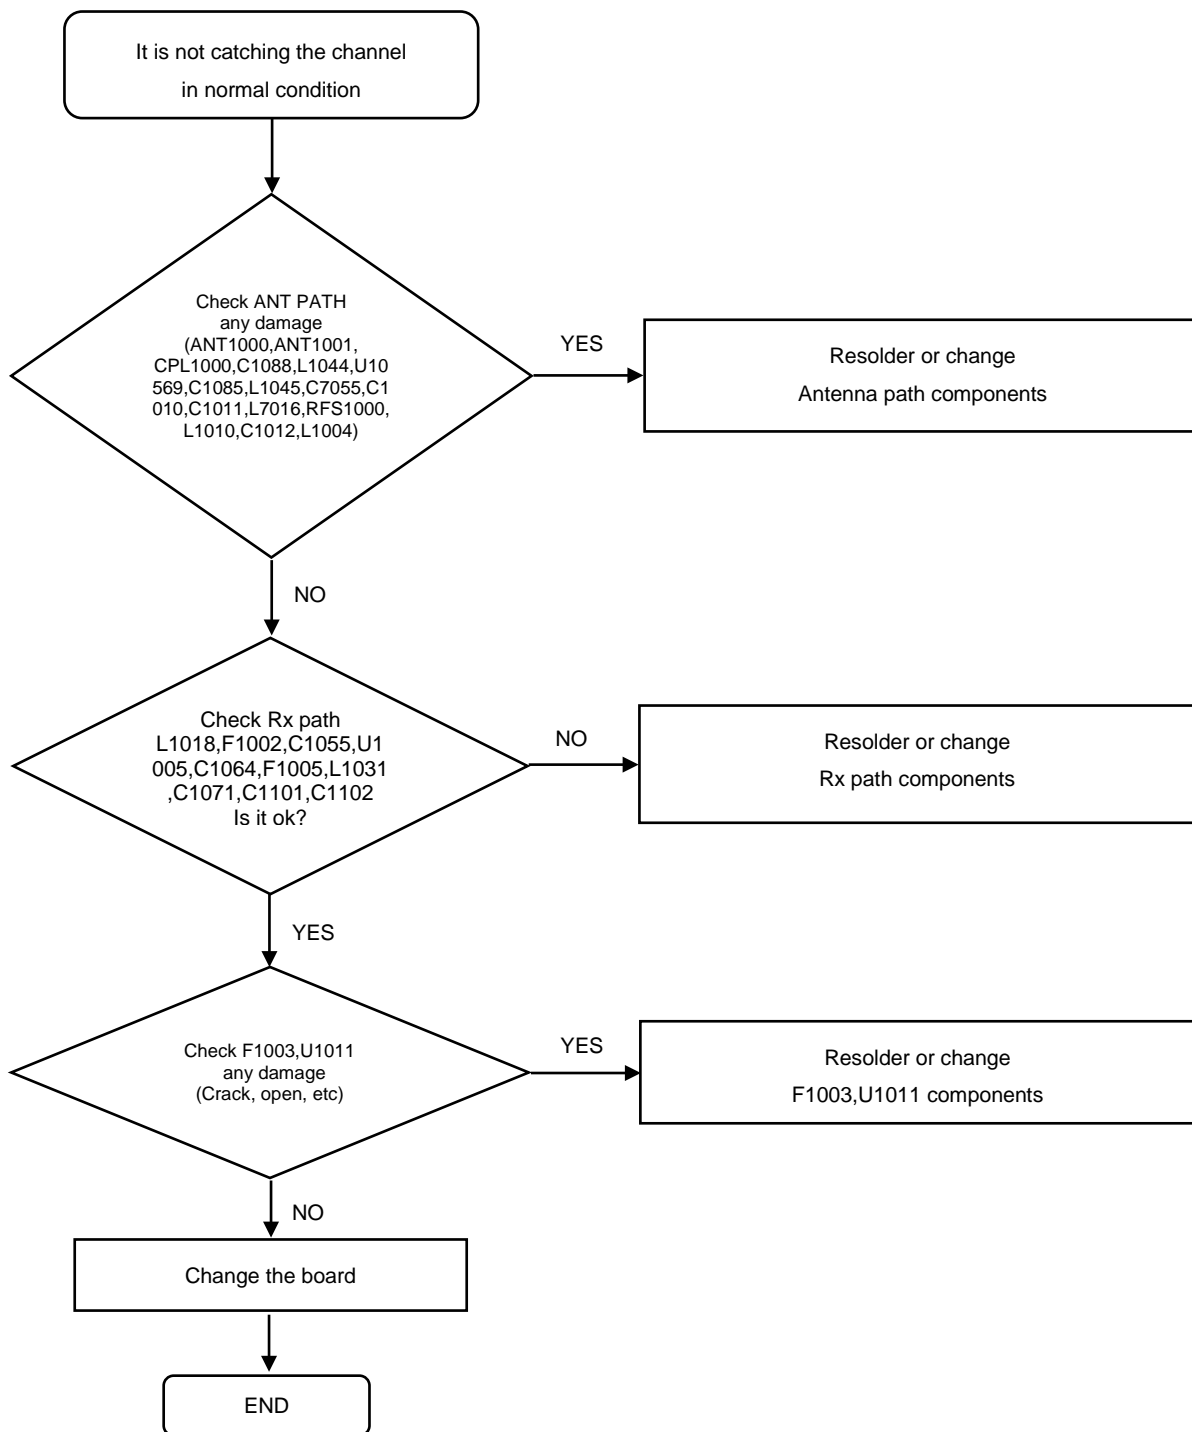 It is not catching the channel
in normal condition
Check ANT PATH
any damage
(ANT1000,ANT1001,
CPL1000,C1088,L1044,U10
569,C1085,L1045,C7055,C1
010,C1011,L7016,RFS1000,
L1010,C1012,L1004)
YES
Resolder or change
Antenna path components
NO
Check Rx path
L1018,F1002,C1055,U1
005,C1064,F1005,L1031
,C1071,C1101,C1102
Is it ok?
NO
Resolder or change
Rx path components
YES
Check F1003,U1011
any damage
(Crack, open, etc)
YES
Resolder or change
F1003,U1011 components
NO
Change the board
END